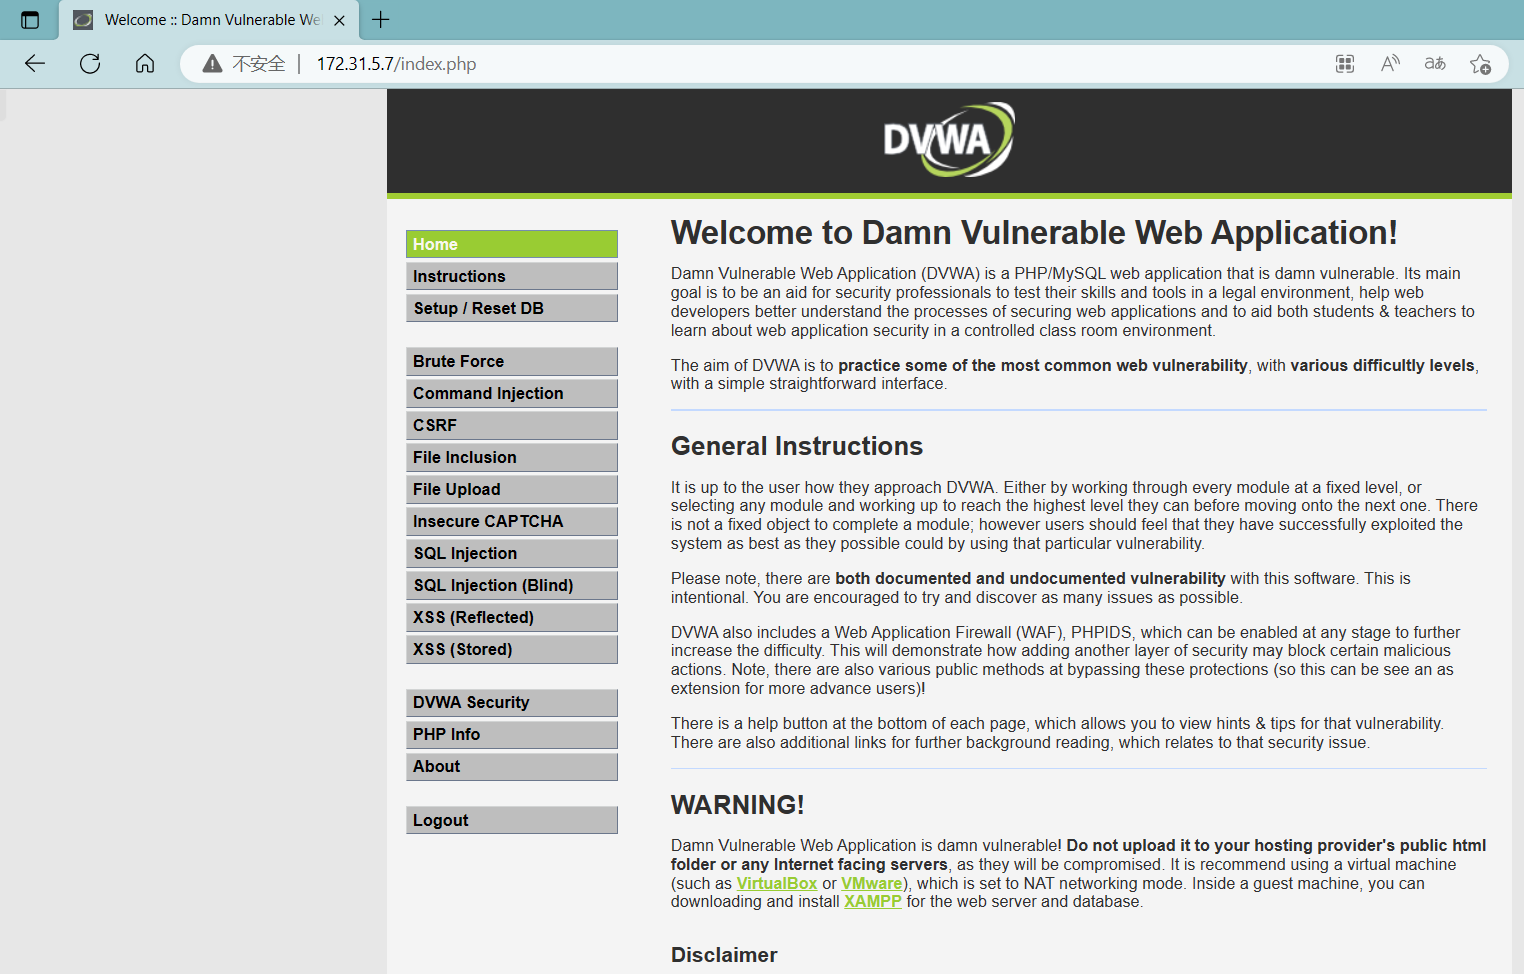 Welcome :: Damn Vulnerable We
不安全 172.31.5.7/index.php
DVWA
Home
Instructions
Setup / Reset DB
Brute Force
Command Injection
CSRF
File Inclusion
File Upload
Insecure CAPTCHA
SQL Injection
SQL Injection (Blind)
XSS (Reflected)
XSS (Stored)
DVWA Security
PHP Info
About
Logout
Welcome to Damn Vulnerable Web Application!
Damn Vulnerable Web Application (DVWA) is a PHP/MySQL web application that is damn vulnerable. Its main
goal is to be an aid for security professionals to test their skills and tools in a legal environment, help web
developers better understand the processes of securing web applications and to aid both students & teachers to
learn about web application security in a controlled class room environment.
The aim of DVWA is to practice some of the most common web vulnerability, with various difficultly levels,
with a simple straightforward interface.
General Instructions
It is up to the user how they approach DVWA. Either by working through every module at a fixed level, or
selecting any module and working up to reach the highest level they can before moving onto the next one. There
is not a fixed object to complete a module; however users should feel that they have successfully exploited the
system as best as they possible could by using that particular vulnerability.
Please note, there are both documented and undocumented vulnerability with this software. This is
intentional. You are encouraged to try and discover as many issues as possible.
DVWA also includes a Web Application Firewall (WAF), PHPIDS, which can be enabled at any stage to further
increase the difficulty. This will demonstrate how adding another layer of security may block certain malicious
actions. Note, there are also various public methods at bypassing these protections (so this can be see an as
extension for more advance users)!
There is a help button at the bottom of each page, which allows you to view hints & tips for that vulnerability.
There are also additional links for further background reading, which relates to that security issue.
WARNING!
Damn Vulnerable Web Application is damn vulnerable! Do not upload it to your hosting provider's public html
folder or any Internet facing servers, as they will be compromised. It is recommend using a virtual machine
(such as VirtualBox or VMware), which is set to NAT networking mode. Inside a guest machine, you can
downloading and install XAMPP for the web server and database.
Disclaimer